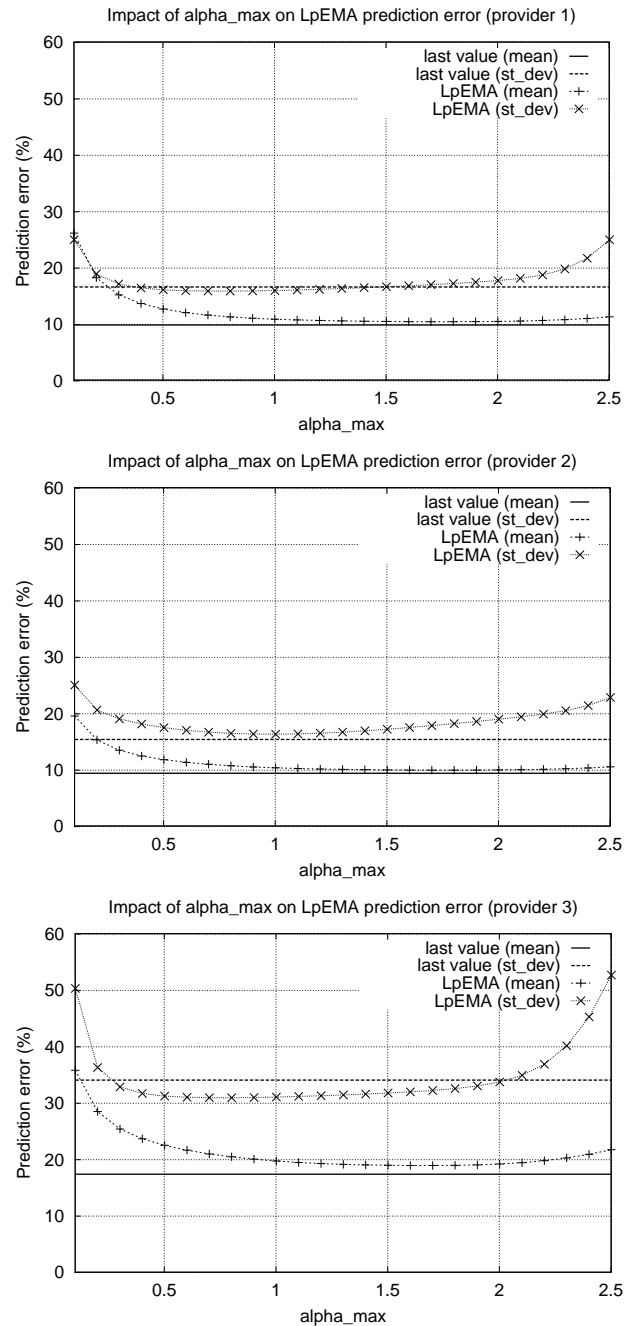 Impact of alpha_max on LpEMA prediction error (provider 1)
60
50
40
30
20
10
0
Prediction error (%)
last value (mean)
last value (st_dev)
LpEMA (mean)
LpEMA (st_dev)
0.5
1
1.5
2
2.5
alpha_max
Impact of alpha_max on LpEMA prediction error (provider 2)
60
50
40
30
20
10
0
Prediction error (%)
last value (mean)
last value (st_dev)
LpEMA (mean)
LpEMA (st_dev)
0.5
1
1.5
2
2.5
alpha_max
Impact of alpha_max on LpEMA prediction error (provider 3)
60
50
40
30
20
10
0
Prediction error (%)
last value (mean)
last value (st_dev)
LpEMA (mean)
LpEMA (st_dev)
0.5
1
1.5
2
2.5
alpha_max